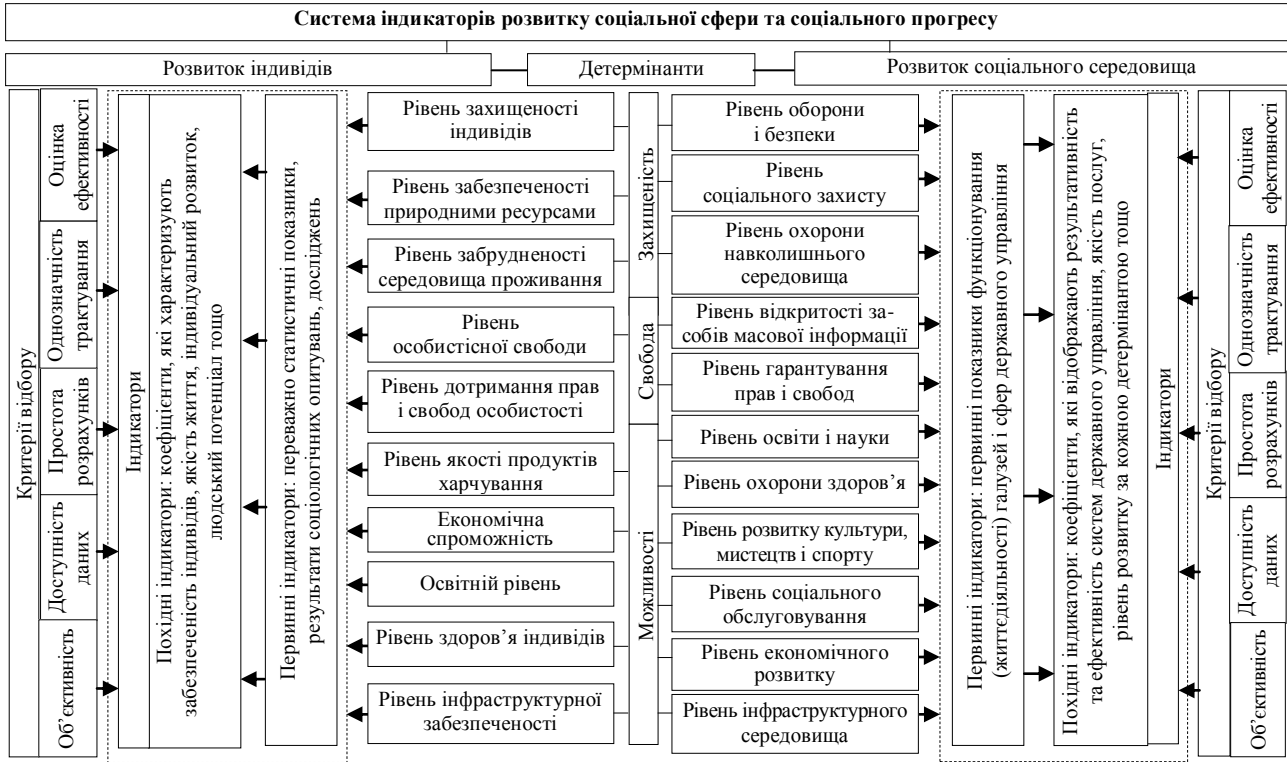 Система індикаторів розвитку соціальної сфери та соціального прогресу
Розвиток індивідів
Детермінанти
Розвиток соціального середовища
Критерії відбору
Оцінка
ефективності
Однозначність
трактування
Простота
розрахунків
Доступність
даних
Об’єктивність
Індикатори
Похідні індикатори: коефіцієнти, які характеризують
забезпеченість індивідів, якість життя, індивідуальний розвиток,
людський потенціал тощо
Первинні індикатори: переважно статистичні показники,
результати соціологічних опитувань, досліджень
Рівень захищеності
індивідів
Рівень забезпеченості
природними ресурсами
Рівень забрудненості
середовища проживання
Рівень
особистісної свободи
Рівень дотримання прав
і свобод особистості
Рівень якості продуктів
харчування
Економічна
спроможність
Освітній рівень
Рівень здоров’я індивідів
Рівень інфраструктурної
забезпеченості
Захищеність
Свобода
Можливості
Рівень оборони
і безпеки
Рівень
соціального захисту
Рівень охорони
навколишнього
середовища
Рівень відкритості за-
собів масової інформації
Рівень гарантування
прав і свобод
Рівень освіти і науки
Рівень охорони здоров’я
Рівень розвитку культури,
мистецтв і спорту
Рівень соціального
обслуговування
Рівень економічного
розвитку
Рівень інфраструктурного
середовища
Первинні індикатори: первинні показники функціонування
(життєдіяльності) галузей і сфер державного управління
Похідні індикатори: коефіцієнти, які відображають результативність
та ефективність систем державного управління, якість послуг,
рівень розвитку за кожною детермінантою тощо
Індикатори
Критерії відбору
Оцінка
ефективності
Однозначність
трактування
Простота
розрахунків
Доступність
даних
Об’єктивність